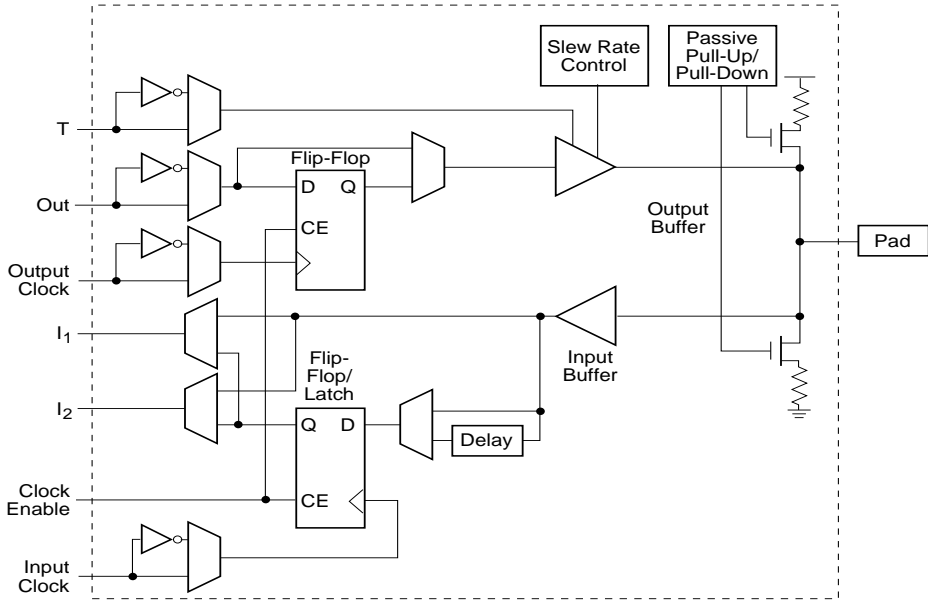 Slew Rate
Control
Passive
Pull-Up/
Pull-Down
T
Flip-Flop
D Q
CE
Out
Output
Buffer
Pad
Output
Clock
I1
Flip-
Flop/
Latch
Input
Buffer
I2
Q D
Delay
CE
Clock
Enable
Input
Clock